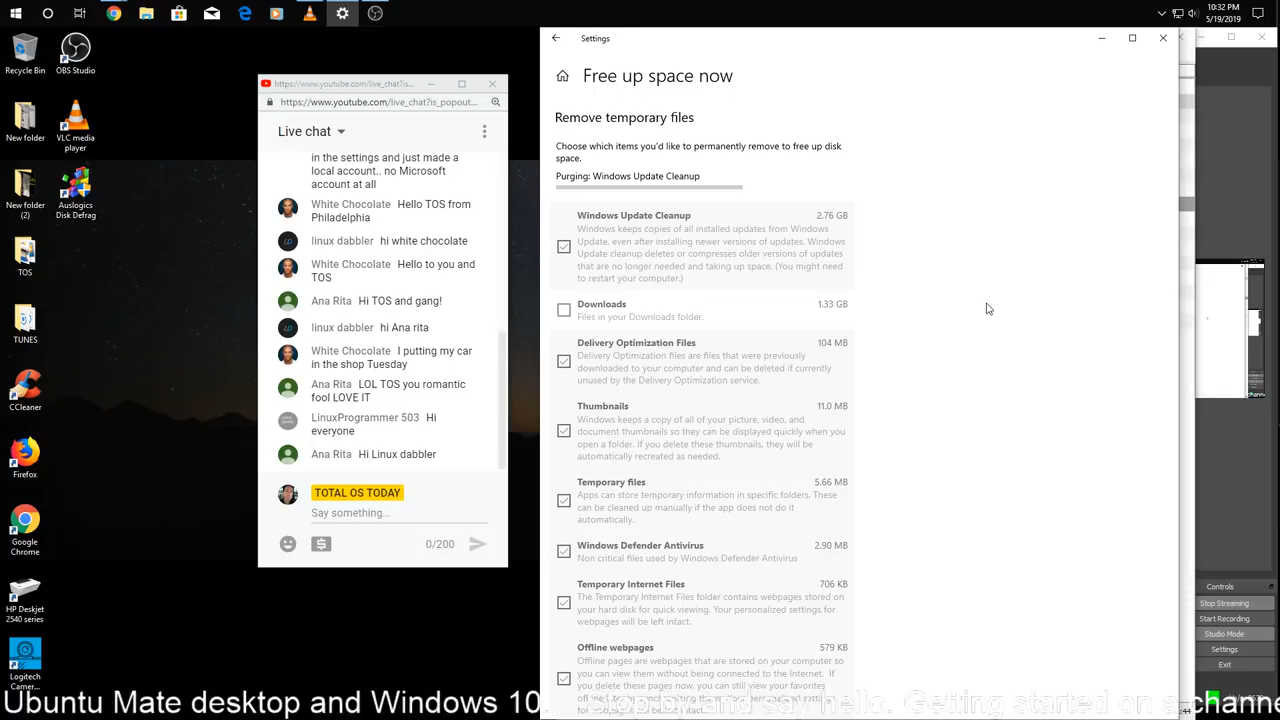 10:32 PM
5/19/2019
Recycle Bin
OBS Studio
New folder
VLC media
player
New folder
(2)
Auslogics
Disk Defrag
TOS
TUNES
CCleaner
Firefox
Google
Chrome
HP Deskjet
2540 series
Logitech
Camer...
https://www.youtube.com/live_chat?is...
https://www.youtube.com/live_chat?is_popout...
Live chat
in the settings and just made a
local account.. no Microsoft
account at all
White Chocolate Hello TOS from
Philadelphia
linux dabbler hi white chocolate
White Chocolate Hello to you and
TOS
Ana Rita Hi TOS and gang!
linux dabbler hi Ana rita
White Chocolate I putting my car
in the shop Tuesday
Ana Rita LOL TOS you romantic
fool LOVE IT
LinuxProgrammer 503 Hi
everyone
Ana Rita Hi Linux dabbler
TOTAL OS TODAY
Say something...
0/200
Settings
Free up space now
Remove temporary files
Choose which items you'd like to permanently remove to free up disk
space.
Purging: Windows Update Cleanup
Windows Update Cleanup 2.76 GB
Windows keeps copies of all installed updates from Windows
Update, even after installing newer versions of updates. Windows
Update cleanup deletes or compresses older versions of updates
that are no longer needed and taking up space. (You might need
to restart your computer.)
Downloads 1.33 GB
Files in your Downloads folder.
Delivery Optimization Files 104 MB
Delivery Optimization files are files that were previously
downloaded to your computer and can be deleted if currently
unused by the Delivery Optimization service.
Thumbnails 11.0 MB
Windows keeps a copy of all of your picture, video, and
document thumbnails so they can be displayed quickly when you
open a folder. If you delete these thumbnails, they will be
automatically recreated as needed.
Temporary files 5.66 MB
Apps can store temporary information in specific folders. These
can be cleaned up manually if the app does not do it
automatically.
Windows Defender Antivirus 2.90 MB
Non critical files used by Windows Defender Antivirus
Temporary Internet Files 706 KB
The Temporary Internet Files folder contains webpages stored on
your hard disk for quick viewing. Your personalized settings for
webpages will be left intact.
Offline webpages 579 KB
Offline pages are webpages that are stored on your computer so
you can view them without being connected to the Internet. If
you delete these pages now, you can still view your favorites
Controls
Stop Streaming
Start Recording
Studio Mode
Settings
Exit
Ubuntu Mate desktop and Windows 10. and say hello. Getting started on a channe